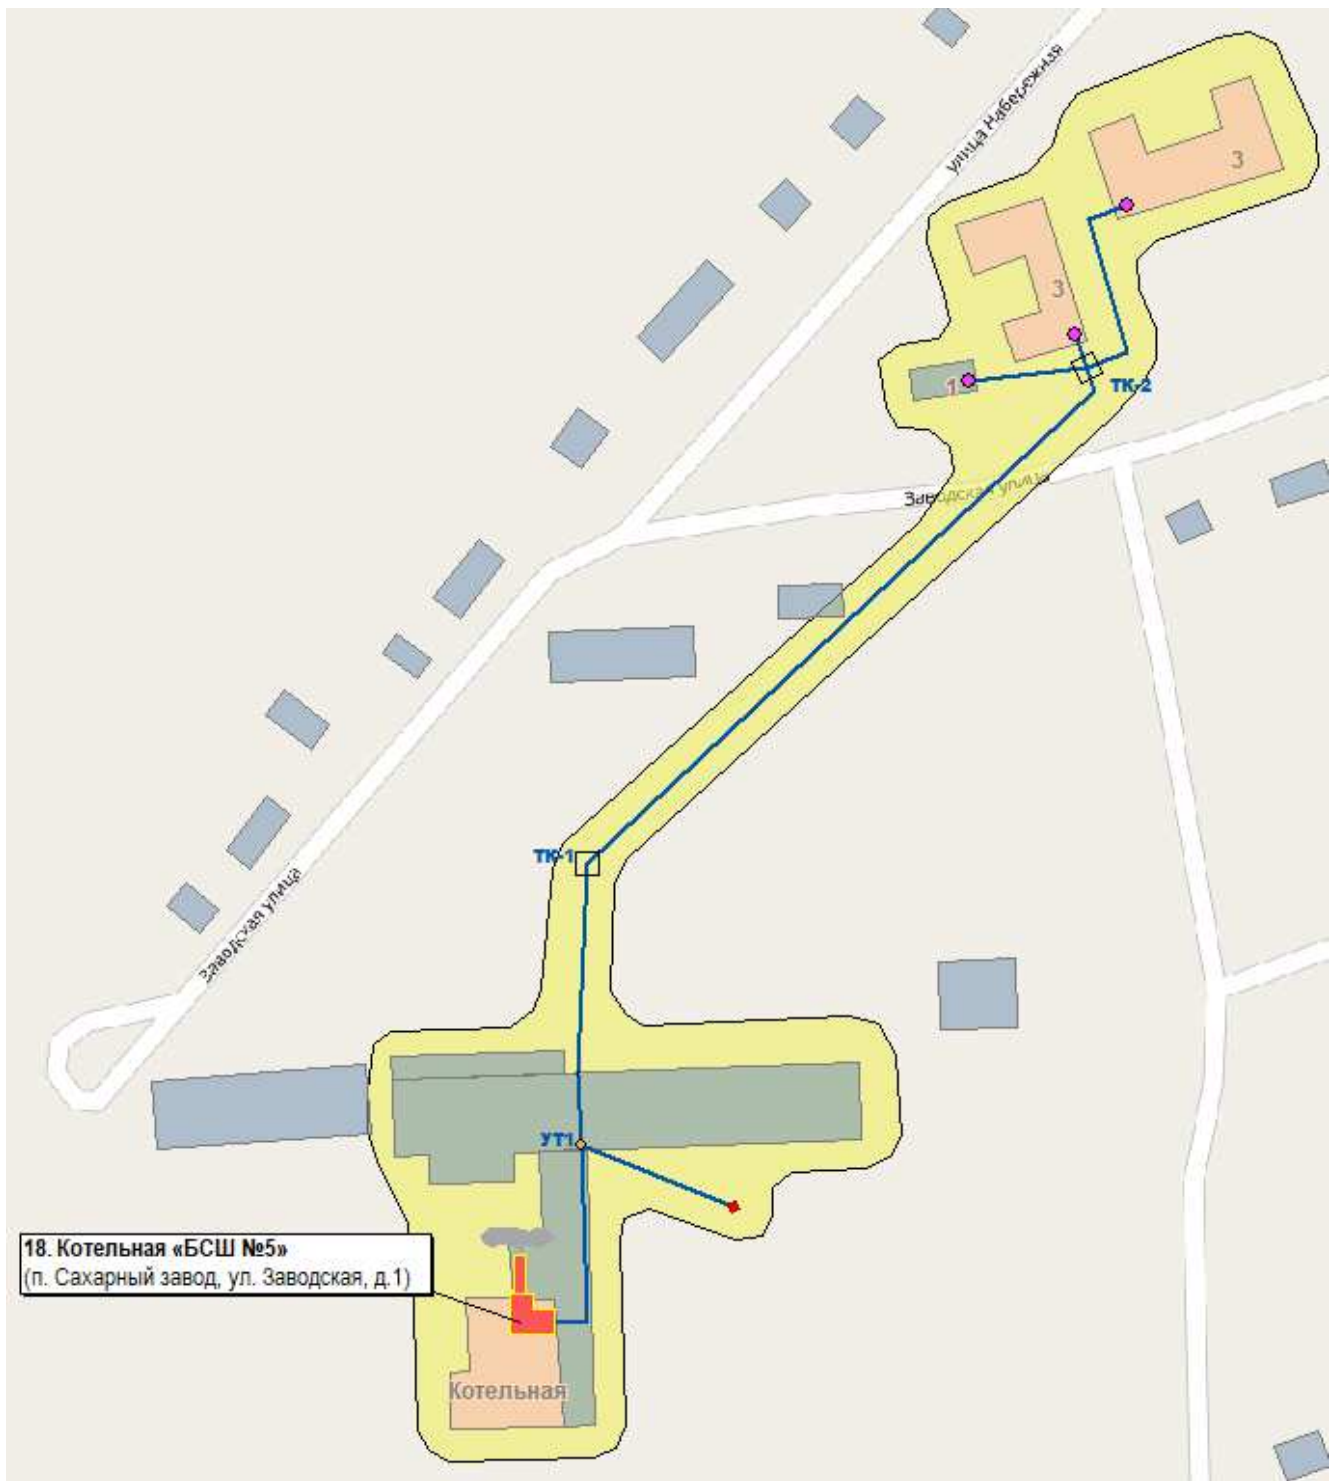 улица Набережная
3
3
1
ТК-2
Заводская улица
ТК-1
Заводская улица
УТ1
18. Котельная «БСШ №5»
(п. Сахарный завод, ул. Заводская, д.1)
Котельная